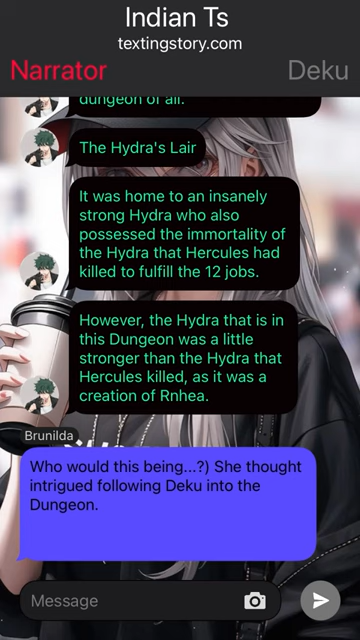 Indian Ts
textingstory.com
Narrator
Deku
dungeon of all.
The Hydra's Lair
It was home to an insanely
strong Hydra who also
possessed the immortality of
the Hydra that Hercules had
killed to fulfill the 12 jobs.
However, the Hydra that is in
this Dungeon was a little
stronger than the Hydra that
Hercules killed, as it was a
creation of Rnhea.
Brunilda
Who would this being...?) She thought
intrigued following Deku into the
Dungeon.
Message